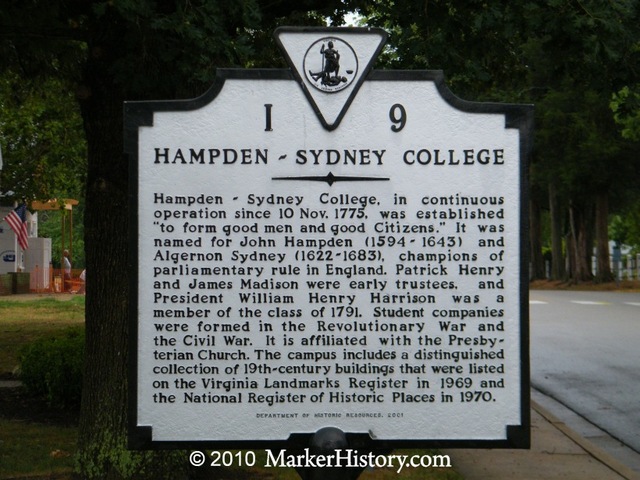 I 9
HAMPDEN - SYDNEY COLLEGE
Hampden - Sydney College, in continuous
operation since 10 Nov. 1775, was established
"to form good men and good Citizens." It was
named for John Hampden (1594-1643) and
Algernon Sydney (1622-1683), champions of
parliamentary rule in England. Patrick Henry
and James Madison were early trustees, and
President William Henry Harrison was a
member of the class of 1791. Student companies
were formed in the Revolutionary War and
the Civil War. It is affiliated with the Presby-
terian Church. The campus includes a distinguished
collection of 19th-century buildings that were listed
on the Virginia Landmarks Register in 1969 and
the National Register of Historic Places in 1970.
DEPARTMENT OF HISTORIC RESOURCES, 2001
© 2010 MarkerHistory.com